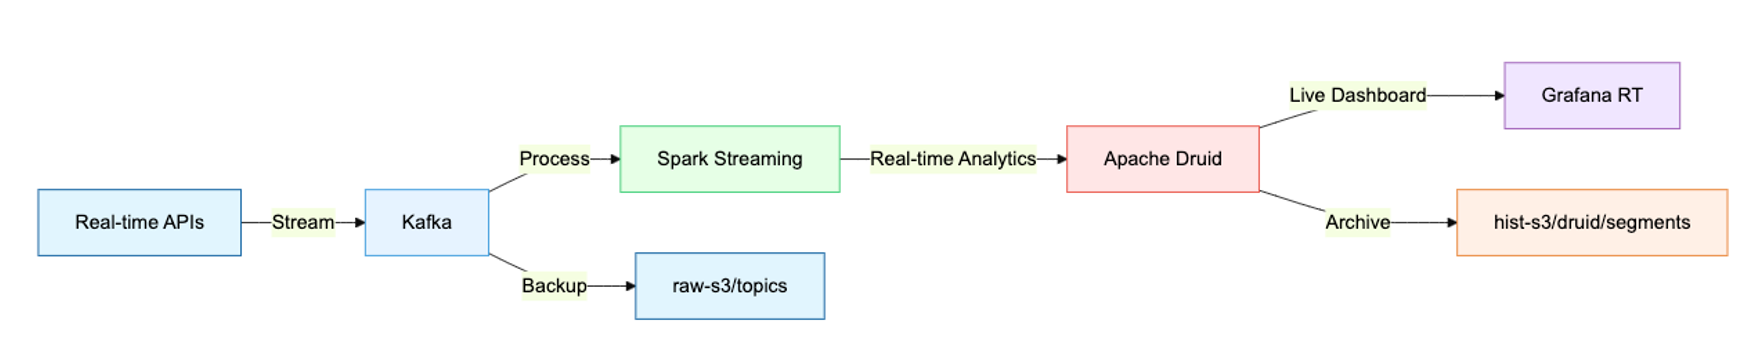 Real-time APIs
Stream
Kafka
Process
Backup
Spark Streaming
raw-s3/topics
Real-time Analytics
Apache Druid
Live Dashboard
Archive
Grafana RT
hist-s3/druid/segments